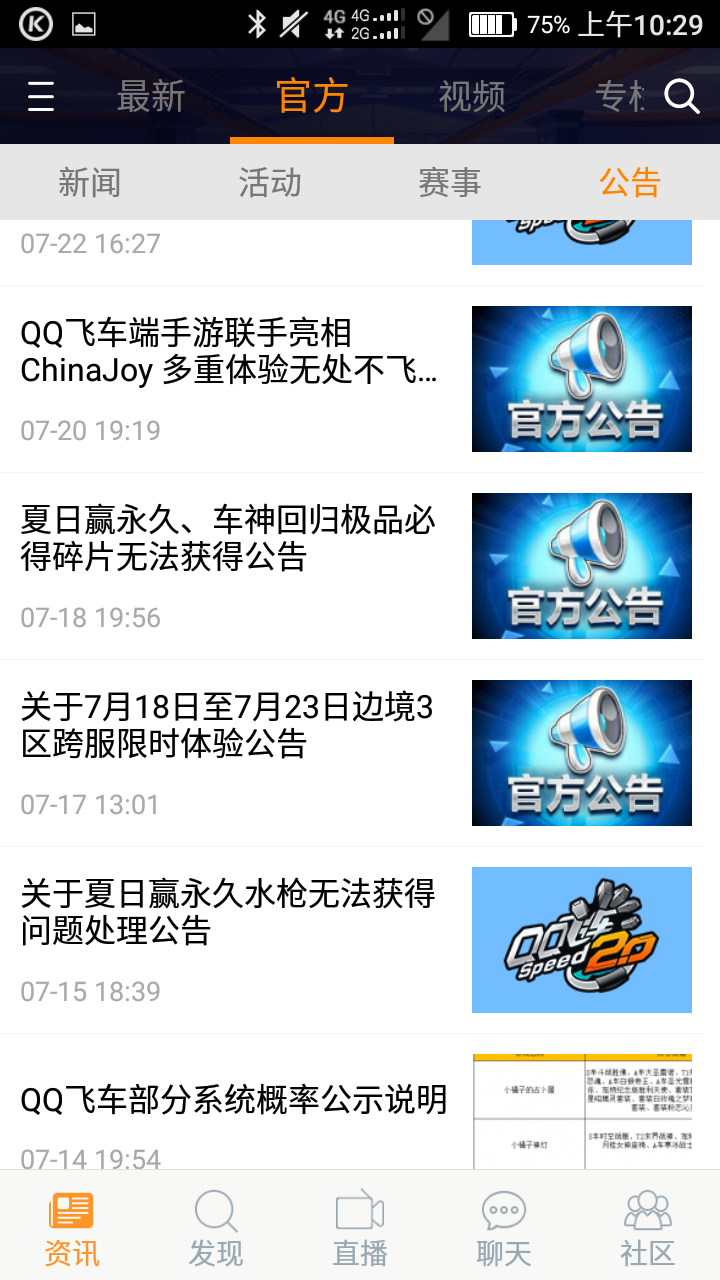 4G 4G 2G 75% 上午10:29
最新 官方 视频 专栏
新闻 活动 赛事 公告
07-22 16:27
Speed
QQ飞车端手游联手亮相
ChinaJoy 多重体验无处不飞…
07-20 19:19
官方公告
夏日赢永久、车神回归极品必
得碎片无法获得公告
07-18 19:56
官方公告
关于7月18日至7月23日边境3
区跨服限时体验公告
07-17 13:01
官方公告
关于夏日赢永久水枪无法获得
问题处理公告
07-15 18:39
QQ飞车
Speed 2.0
QQ飞车部分系统概率公示说明
07-14 19:54
小橘子的占卜屋
资讯 发现 直播 聊天 社区